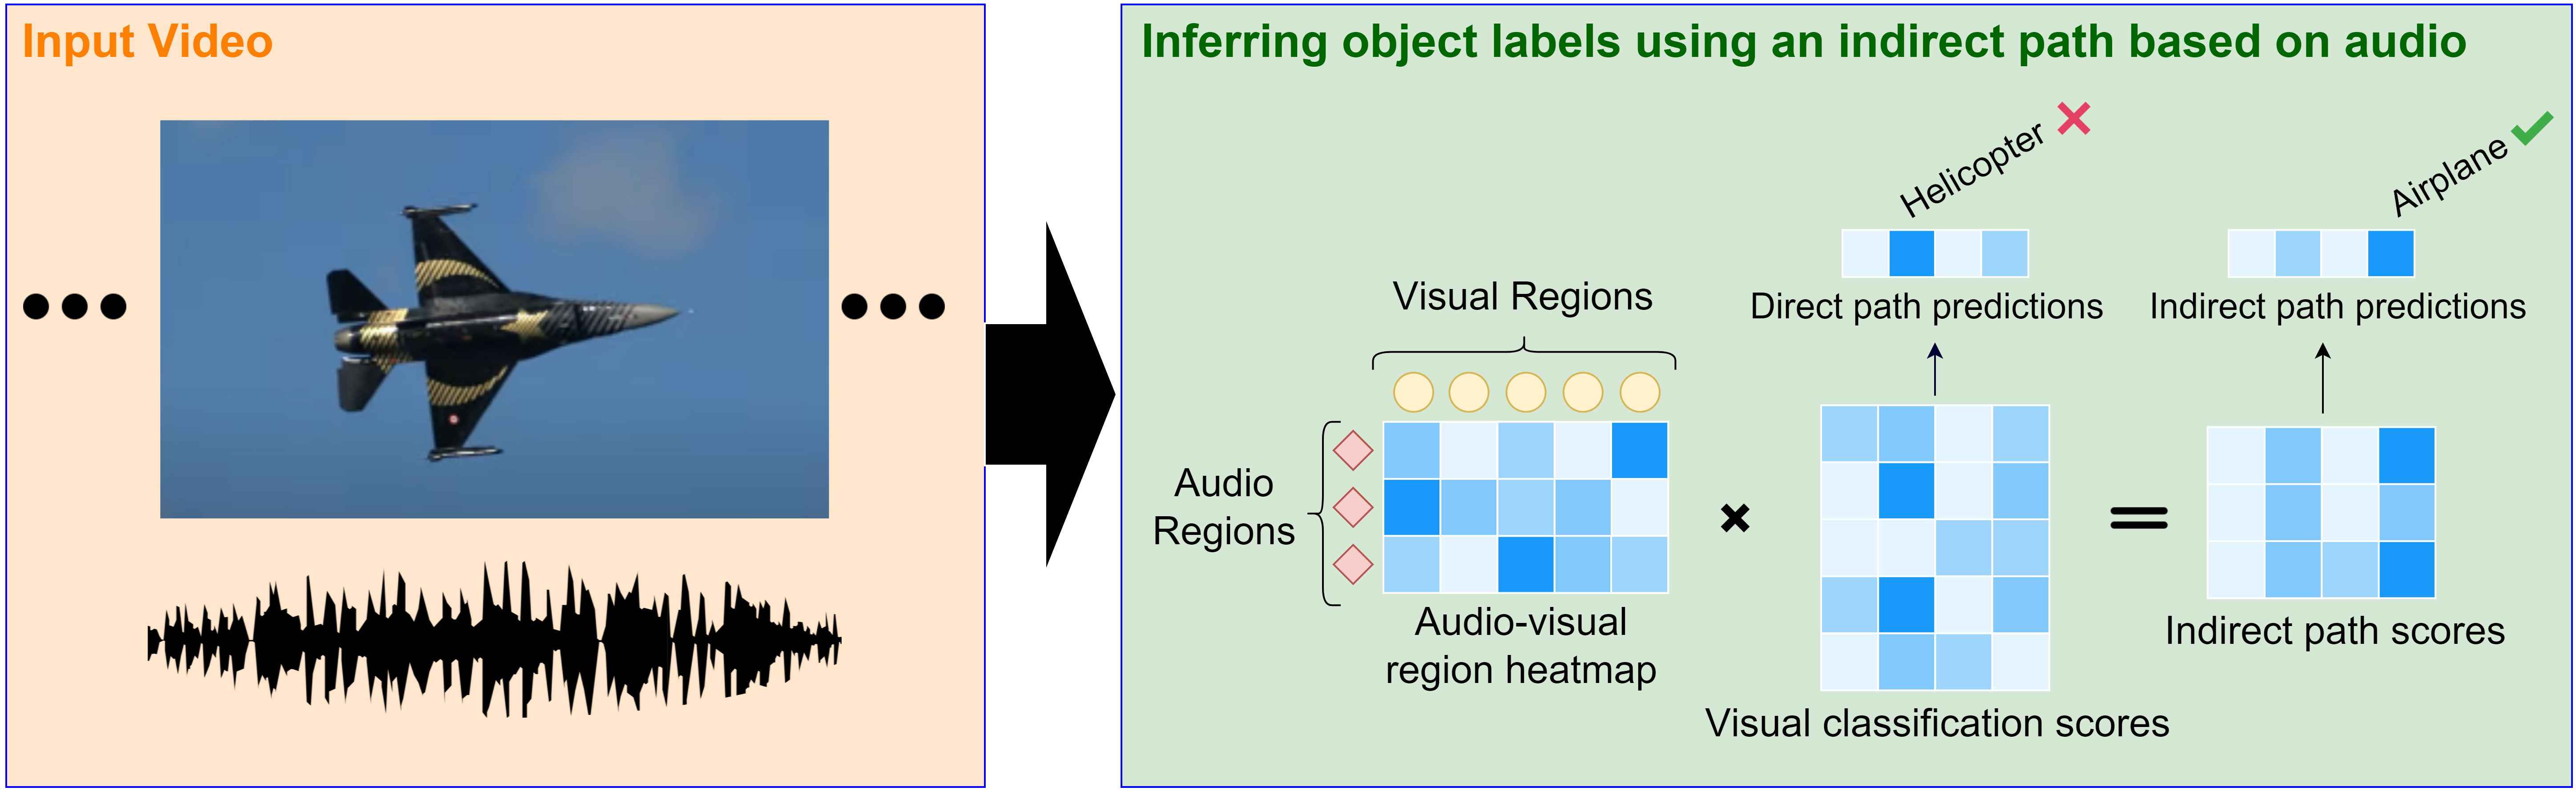 Input Video
Inferring object labels using an indirect path based on audio
Helicopter
Airplane
Visual Regions
Direct path predictions
Indirect path predictions
Audio
Regions
Audio-visual
region heatmap
Indirect path scores
Visual classification scores